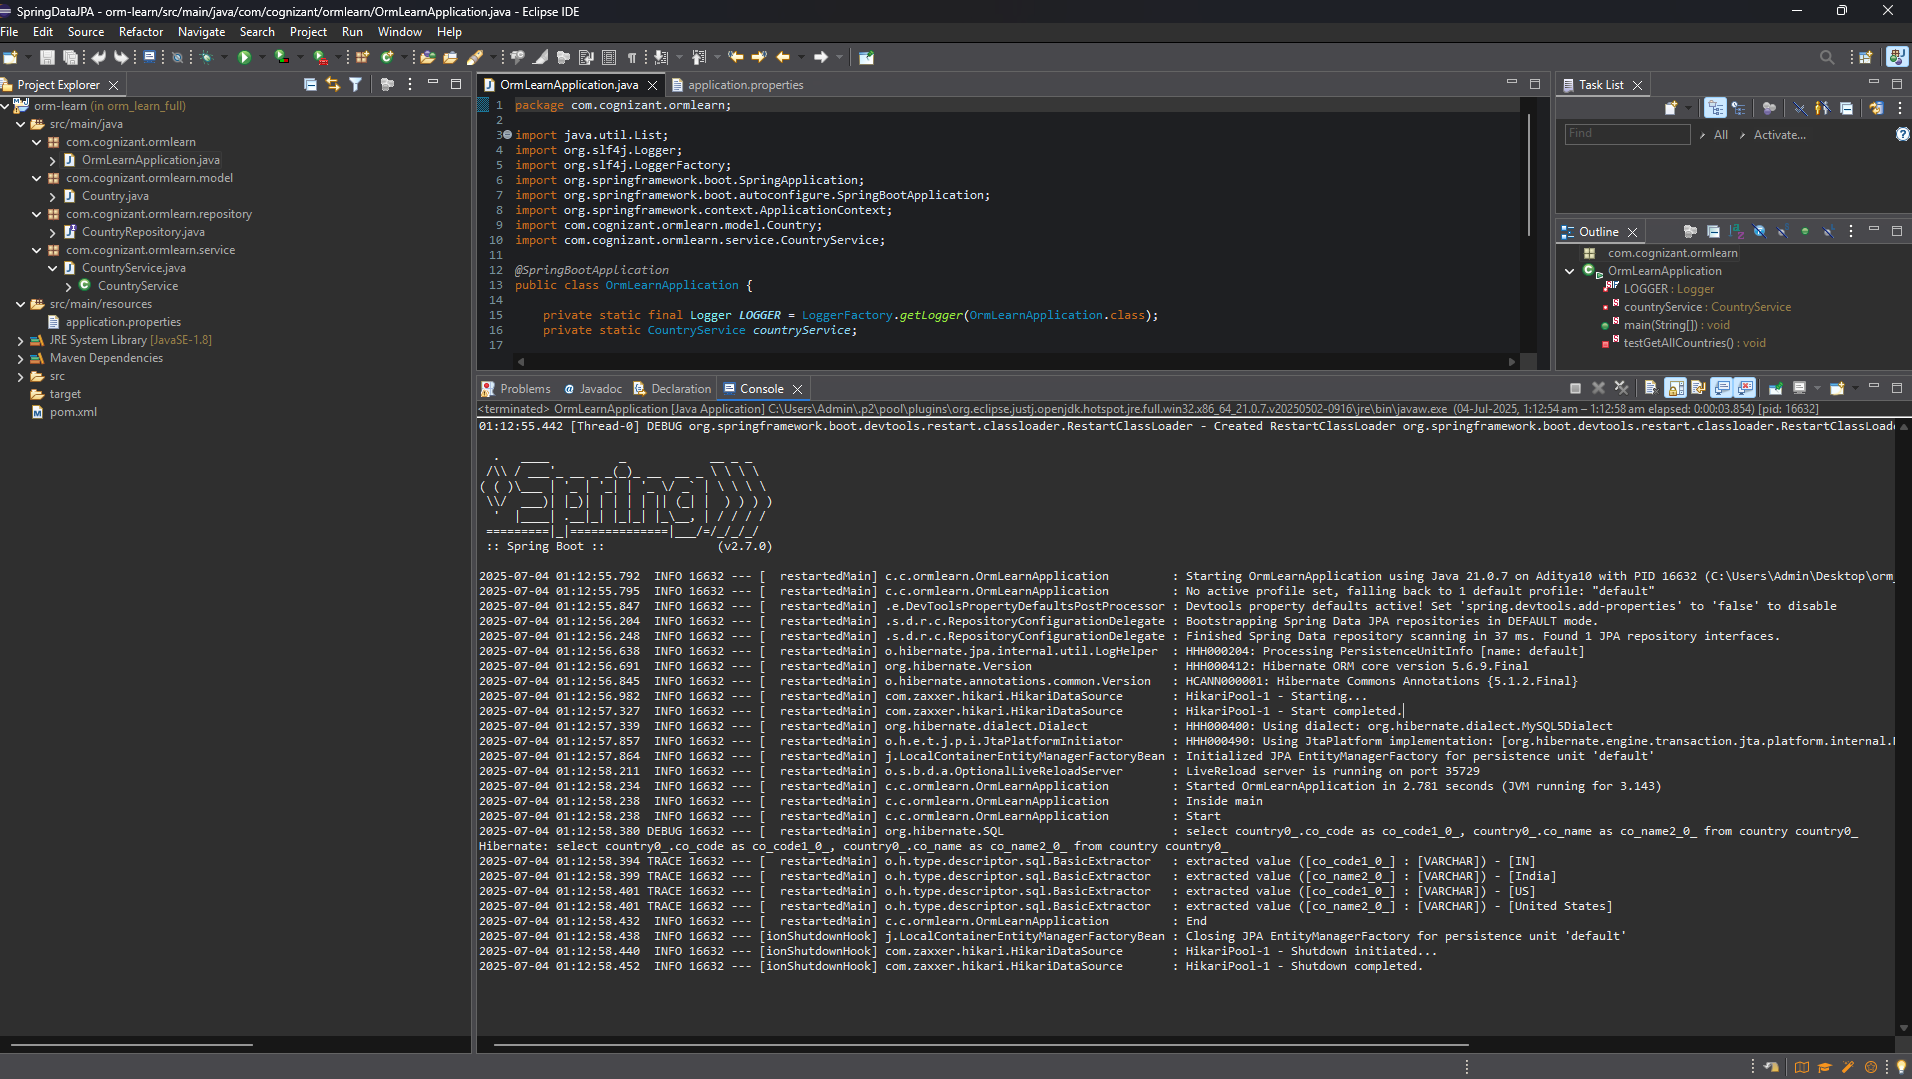 SpringDataJPA - orm-learn/src/main/java/com/cognizant/ormlearn/OrmLearnApplication.java - Eclipse IDE
File Edit Source Refactor Navigate Search Project Run Window Help
Project Explorer
orm-learn (in orm_learn_full)
src/main/java
com.cognizant.ormlearn
OrmLearnApplication.java
com.cognizant.ormlearn.model
Country.java
com.cognizant.ormlearn.repository
CountryRepository.java
com.cognizant.ormlearn.service
CountryService.java
CountryService
src/main/resources
application.properties
JRE System Library [JavaSE-1.8]
Maven Dependencies
src
target
pom.xml
OrmLearnApplication.java application.properties
1 package com.cognizant.ormlearn;
2
3 import java.util.List;
4 import org.slf4j.Logger;
5 import org.slf4j.LoggerFactory;
6 import org.springframework.boot.SpringApplication;
7 import org.springframework.boot.autoconfigure.SpringBootApplication;
8 import org.springframework.context.ApplicationContext;
9 import com.cognizant.ormlearn.model.Country;
10 import com.cognizant.ormlearn.service.CountryService;
11
12 @SpringBootApplication
13 public class OrmLearnApplication {
14
15 private static final Logger LOGGER = LoggerFactory.getLogger(OrmLearnApplication.class);
16 private static CountryService countryService;
17
Task List
Find All Activate...
Outline
com.cognizant.ormlearn
OrmLearnApplication
LOGGER : Logger
countryService : CountryService
main(String[]) : void
testGetAllCountries() : void
Problems Javadoc Declaration Console
<terminated> OrmLearnApplication [Java Application] C:\Users\Admin\.p2\pool\plugins\org.eclipse.justj.openjdk.hotspot.jre.full.win32.x86_64_21.0.7.v20250502-0916\jre\bin\javaw.exe (04-Jul-2025, 1:12:54 am – 1:12:58 am elapsed: 0:00:03.854) [pid: 16632]
01:12:55.442 [Thread-0] DEBUG org.springframework.boot.devtools.restart.classloader.RestartClassLoader - Created RestartClassLoader org.springframework.boot.devtools.restart.classloader.RestartClassLoade
Spring
:: Spring Boot :: (v2.7.0)
2025-07-04 01:12:55.792 INFO 16632 --- [ restartedMain] c.c.ormlearn.OrmLearnApplication : Starting OrmLearnApplication using Java 21.0.7 on Aditya10 with PID 16632 (C:\Users\Admin\Desktop\orm_
2025-07-04 01:12:55.795 INFO 16632 --- [ restartedMain] c.c.ormlearn.OrmLearnApplication : No active profile set, falling back to 1 default profile: "default"
2025-07-04 01:12:55.847 INFO 16632 --- [ restartedMain] .e.DevToolsPropertyDefaultsPostProcessor : Devtools property defaults active! Set 'spring.devtools.add-properties' to 'false' to disable
2025-07-04 01:12:56.204 INFO 16632 --- [ restartedMain] .s.d.r.c.RepositoryConfigurationDelegate : Bootstrapping Spring Data JPA repositories in DEFAULT mode.
2025-07-04 01:12:56.248 INFO 16632 --- [ restartedMain] .s.d.r.c.RepositoryConfigurationDelegate : Finished Spring Data repository scanning in 37 ms. Found 1 JPA repository interfaces.
2025-07-04 01:12:56.638 INFO 16632 --- [ restartedMain] o.hibernate.jpa.internal.util.LogHelper : HHH000204: Processing PersistenceUnitInfo [name: default]
2025-07-04 01:12:56.691 INFO 16632 --- [ restartedMain] org.hibernate.Version : HHH000412: Hibernate ORM core version 5.6.9.Final
2025-07-04 01:12:56.845 INFO 16632 --- [ restartedMain] o.hibernate.annotations.common.Version : HCANN000001: Hibernate Commons Annotations {5.1.2.Final}
2025-07-04 01:12:56.982 INFO 16632 --- [ restartedMain] com.zaxxer.hikari.HikariDataSource : HikariPool-1 - Starting...
2025-07-04 01:12:57.327 INFO 16632 --- [ restartedMain] com.zaxxer.hikari.HikariDataSource : HikariPool-1 - Start completed.
2025-07-04 01:12:57.339 INFO 16632 --- [ restartedMain] org.hibernate.dialect.Dialect : HHH000400: Using dialect: org.hibernate.dialect.MySQL5Dialect
2025-07-04 01:12:57.857 INFO 16632 --- [ restartedMain] o.h.e.t.j.p.i.JtaPlatformInitiator : HHH000490: Using JtaPlatform implementation: [org.hibernate.engine.transaction.jta.platform.internal.
2025-07-04 01:12:57.864 INFO 16632 --- [ restartedMain] j.LocalContainerEntityManagerFactoryBean : Initialized JPA EntityManagerFactory for persistence unit 'default'
2025-07-04 01:12:58.211 INFO 16632 --- [ restartedMain] o.s.b.d.a.OptionalLiveReloadServer : LiveReload server is running on port 35729
2025-07-04 01:12:58.234 INFO 16632 --- [ restartedMain] c.c.ormlearn.OrmLearnApplication : Started OrmLearnApplication in 2.781 seconds (JVM running for 3.143)
2025-07-04 01:12:58.238 INFO 16632 --- [ restartedMain] c.c.ormlearn.OrmLearnApplication : Inside main
2025-07-04 01:12:58.238 INFO 16632 --- [ restartedMain] c.c.ormlearn.OrmLearnApplication : Start
2025-07-04 01:12:58.380 DEBUG 16632 --- [ restartedMain] org.hibernate.SQL : select country0_.co_code as co_code1_0_, country0_.co_name as co_name2_0_ from country country0_
Hibernate: select country0_.co_code as co_code1_0_, country0_.co_name as co_name2_0_ from country country0_
2025-07-04 01:12:58.394 TRACE 16632 --- [ restartedMain] o.h.type.descriptor.sql.BasicExtractor : extracted value ([co_code1_0_] : [VARCHAR]) - [IN]
2025-07-04 01:12:58.399 TRACE 16632 --- [ restartedMain] o.h.type.descriptor.sql.BasicExtractor : extracted value ([co_name2_0_] : [VARCHAR]) - [India]
2025-07-04 01:12:58.401 TRACE 16632 --- [ restartedMain] o.h.type.descriptor.sql.BasicExtractor : extracted value ([co_code1_0_] : [VARCHAR]) - [US]
2025-07-04 01:12:58.401 TRACE 16632 --- [ restartedMain] o.h.type.descriptor.sql.BasicExtractor : extracted value ([co_name2_0_] : [VARCHAR]) - [United States]
2025-07-04 01:12:58.432 INFO 16632 --- [ restartedMain] c.c.ormlearn.OrmLearnApplication : End
2025-07-04 01:12:58.438 INFO 16632 --- [ionShutdownHook] j.LocalContainerEntityManagerFactoryBean : Closing JPA EntityManagerFactory for persistence unit 'default'
2025-07-04 01:12:58.440 INFO 16632 --- [ionShutdownHook] com.zaxxer.hikari.HikariDataSource : HikariPool-1 - Shutdown initiated...
2025-07-04 01:12:58.452 INFO 16632 --- [ionShutdownHook] com.zaxxer.hikari.HikariDataSource : HikariPool-1 - Shutdown completed.